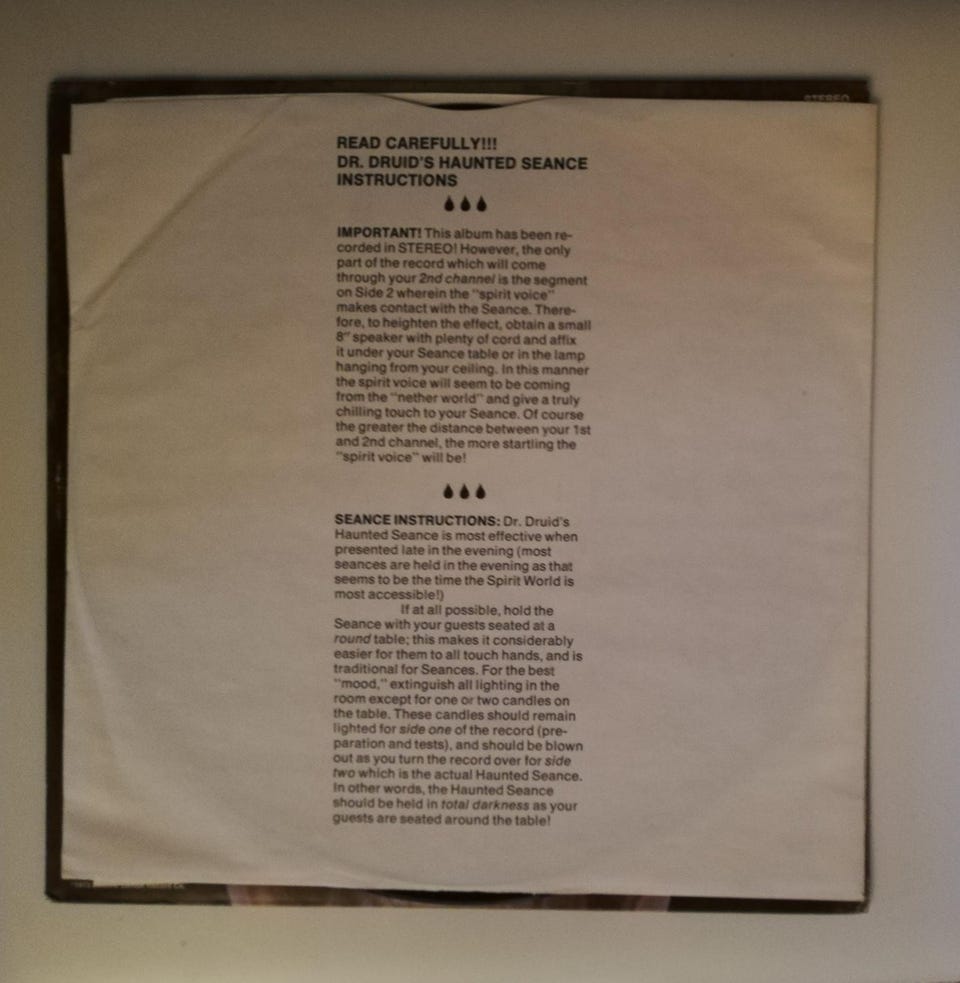 STEREO
READ CAREFULLY!!!
DR. DRUID'S HAUNTED SEANCE
INSTRUCTIONS
IMPORTANT! This album has been re-
corded in STEREO! However, the only
part of the record which will come
through your 2nd channel is the segment
on Side 2 wherein the "spirit voice"
makes contact with the Seance. There-
fore, to heighten the effect, obtain a small
8" speaker with plenty of cord and affix
it under your Seance table or in the lamp
hanging from your ceiling. In this manner
the spirit voice will seem to be coming
from the "nether world" and give a truly
chilling touch to your Seance. Of course
the greater the distance between your 1st
and 2nd channel, the more startling the
"spirit voice" will be!
SEANCE INSTRUCTIONS: Dr. Druid's
Haunted Seance is most effective when
presented late in the evening (most
seances are held in the evening as that
seems to be the time the Spirit World is
most accessible!)
If at all possible, hold the
Seance with your guests seated at a
round table; this makes it considerably
easier for them to all touch hands, and is
traditional for Seances. For the best
"mood," extinguish all lighting in the
room except for one or two candles on
the table. These candles should remain
lighted for side one of the record (pre-
paration and tests), and should be blown
out as you turn the record over for side
two which is the actual Haunted Seance.
In other words, the Haunted Seance
should be held in total darkness as your
guests are seated around the table!